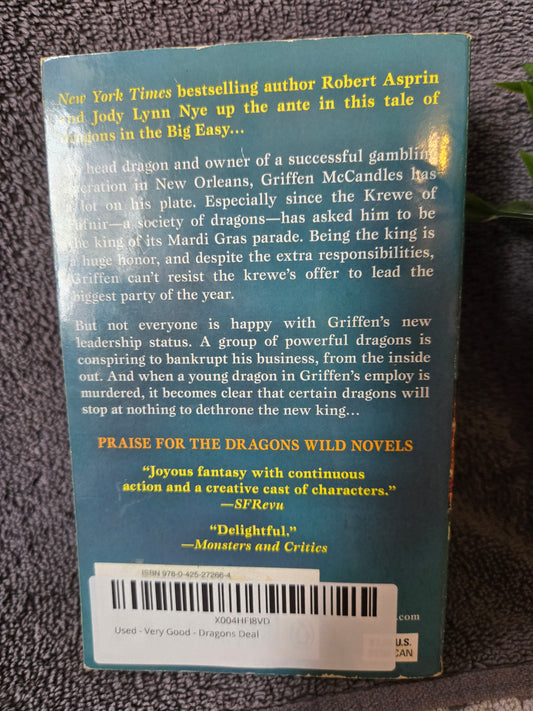 New York Times bestselling author Robert Asprin
and Jody Lynn Nye up the ante in this tale of
dragons in the Big Easy...
head dragon and owner of a successful gambling
operation in New Orleans, Griffen McCandles has
lot on his plate. Especially since the Krewe of
Fafnir—a society of dragons—has asked him to be
the king of its Mardi Gras parade. Being the king is
a huge honor, and despite the extra responsibilities,
Griffen can't resist the krewe's offer to lead the
biggest party of the year.
But not everyone is happy with Griffen's new
leadership status. A group of powerful dragons is
conspiring to bankrupt his business, from the inside
out. And when a young dragon in Griffen's employ is
murdered, it becomes clear that certain dragons will
stop at nothing to dethrone the new king...
PRAISE FOR THE DRAGONS WILD NOVELS
“Joyous fantasy with continuous
action and a creative cast of characters.”
—SFRevu
“Delightful.”
—Monsters and Critics
ISBN 978-0-425-27266-4
X004HFI8VD
Used - Very Good - Dragons Deal
.com
U.S.
CAN